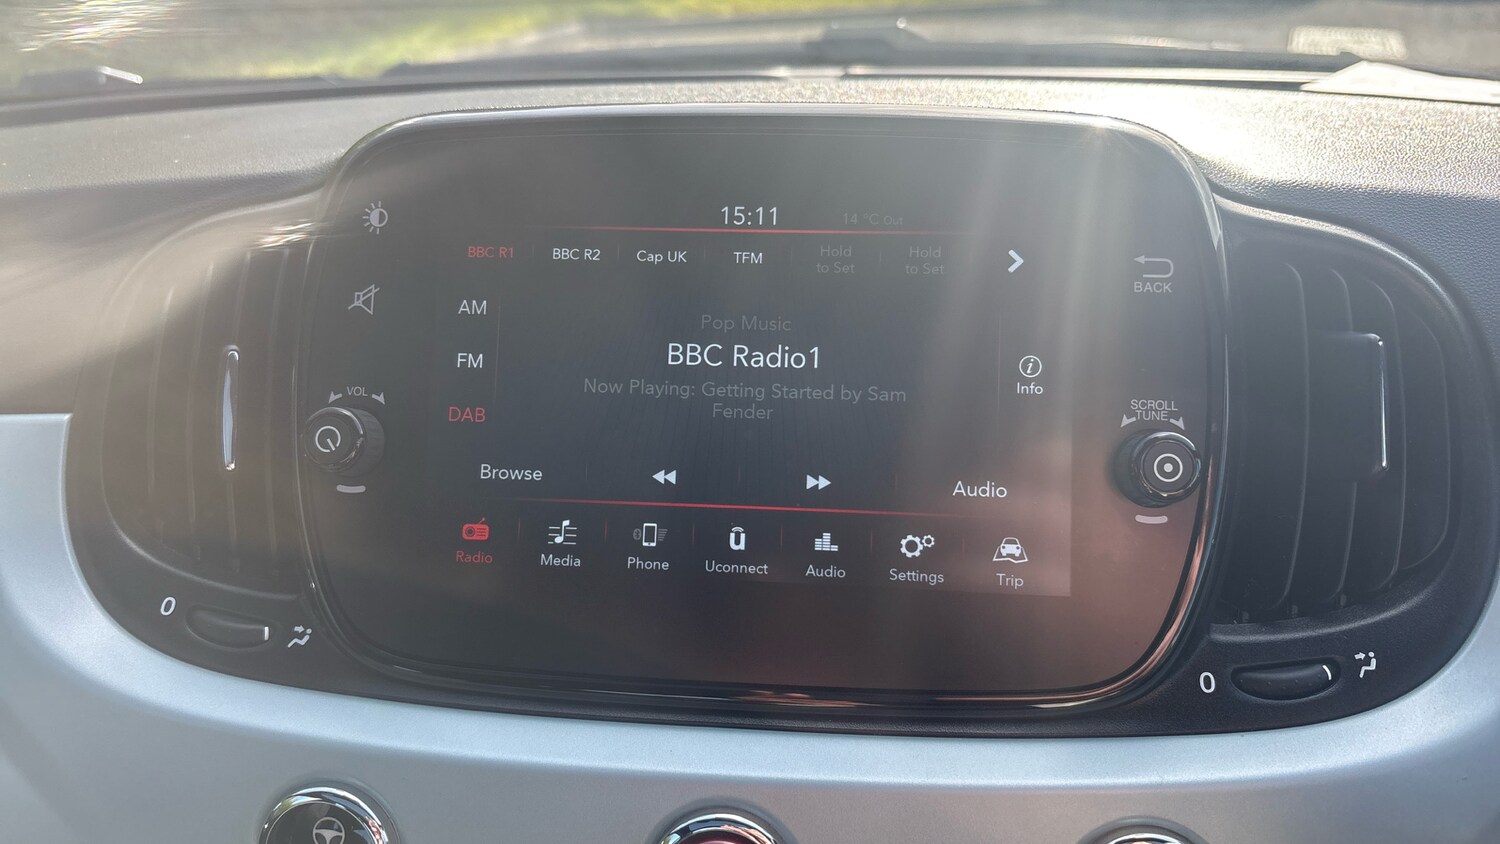 15:11
14 °C Out
BBC R1
BBC R2
Cap UK
TFM
Hold
to Set
Hold
to Set
AM
FM
DAB
Pop Music
BBC Radio1
Now Playing: Getting Started by Sam
Fender
Info
Browse
Audio
Radio
Media
Phone
Uconnect
Audio
Settings
Trip
VOL
BACK
SCROLL
TUNE
0
0